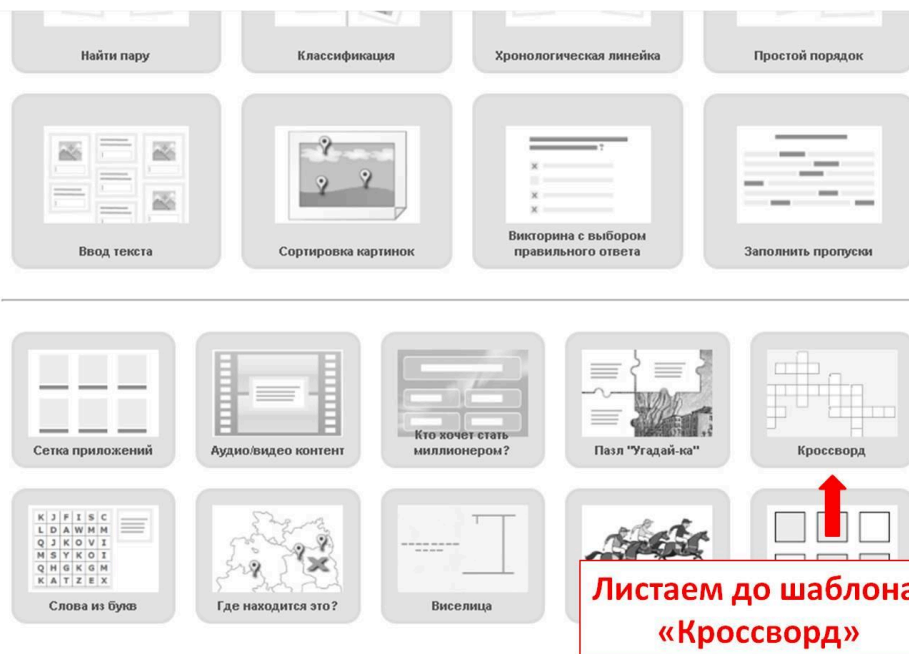 Найти пару
Классификация
Хронологическая линейка
Простой порядок
Ввод текста
Сортировка картинок
Викторина с выбором
правильного ответа
Заполнить пропуски
Сетка приложений
Аудио/видео контент
Кто хочет стать
миллионером?
Пазл "Угадай-ка"
Кроссворд
K J F I S C
L D A W M M
Q J K O V I
M S Y K O I
Q H G K G M
K A T Z E X
Слова из букв
Где находится это?
Виселица
Листаем до шаблона
«Кроссворд»